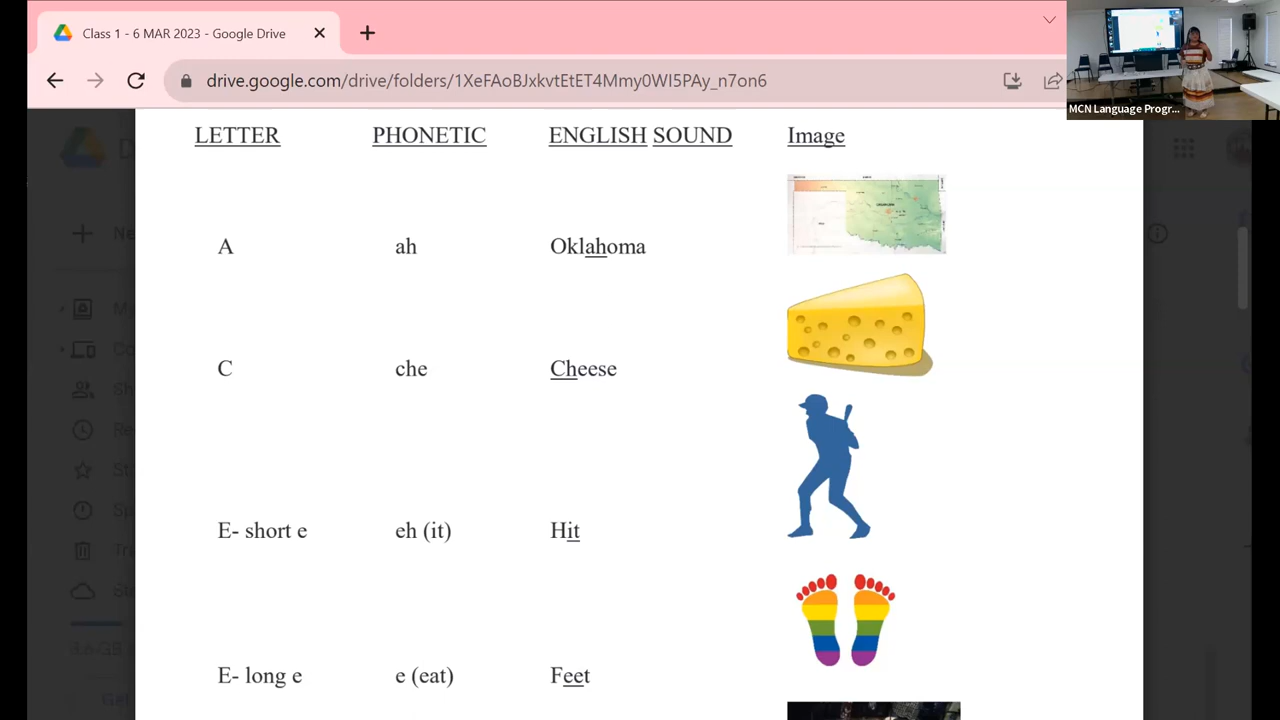 Class 1 - 6 MAR 2023 - Google Drive
drive.google.com/drive/folders/1XeFAoBJxkvtEtET4Mmy0WI5PAy_n7on6
MCN Language Progr...
LETTER PHONETIC ENGLISH SOUND Image
A ah Oklahoma
C che Cheese
E- short e eh (it) Hit
E- long e e (eat) Feet